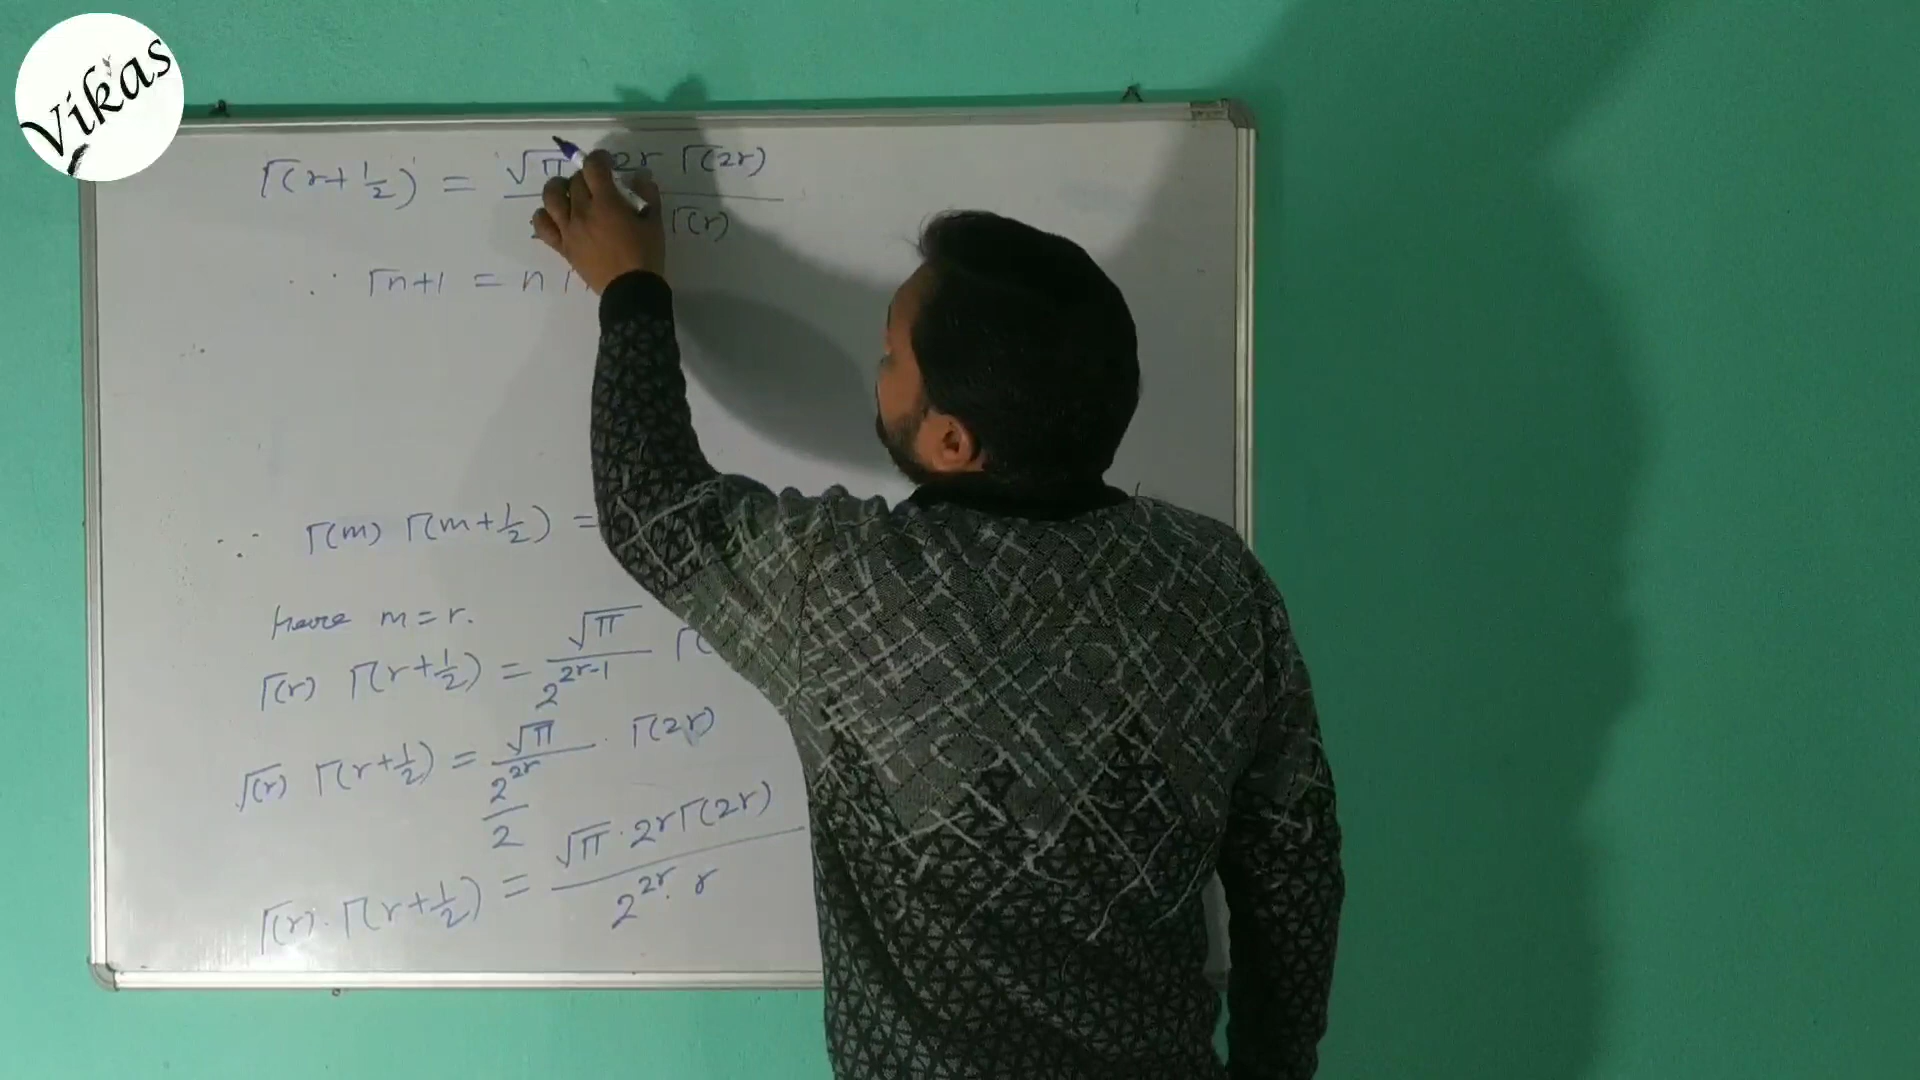 Vikas
Γ(r+1/2) = √π 2r Γ(2r) / Γ(r)
∵ Γn+1 = n
∵ Γ(m) Γ(m+1/2) =
Here m=r.
Γ(r) Γ(r+1/2) = √π / 2^(2r-1) Γ(
Γ(r) Γ(r+1/2) = √π / (2^(2r) / 2) · Γ(2r)
Γ(r)·Γ(r+1/2) = √π · 2rΓ(2r) / 2^(2r) · r